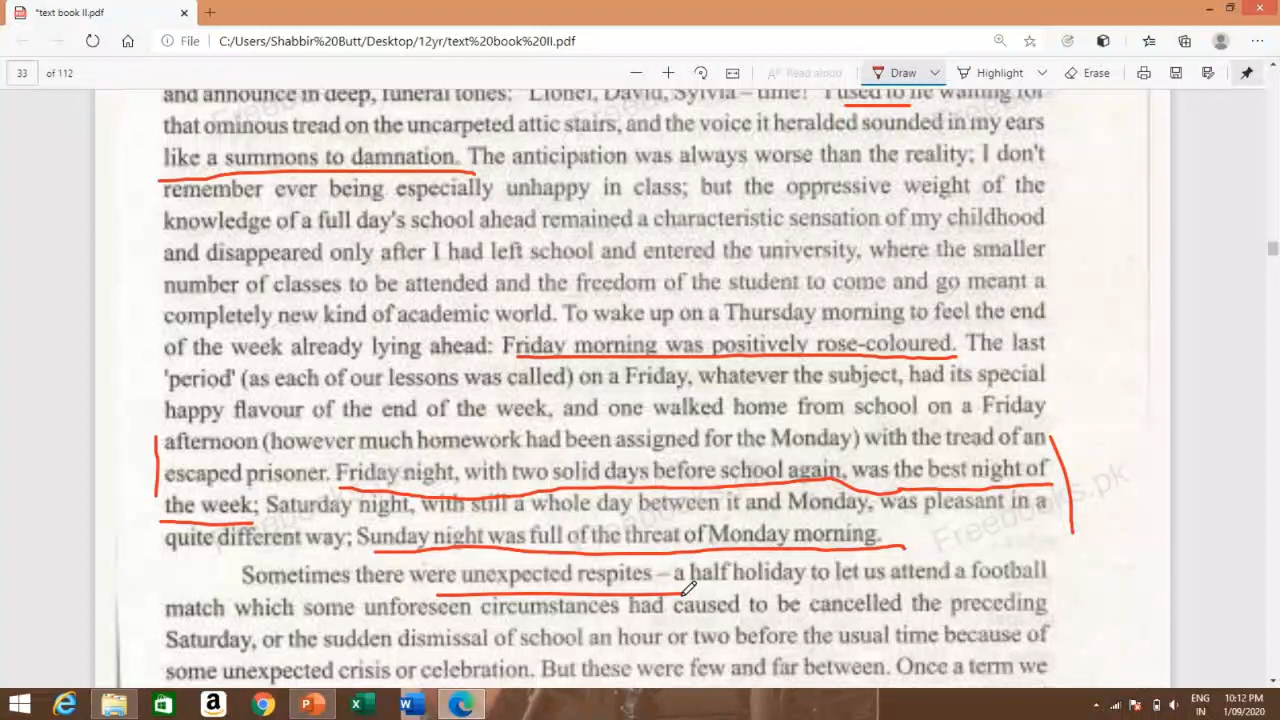 *text book II.pdf
File
C:/Users/Shabbir%20Butt/Desktop/12yr/text%20book%20II.pdf
33 of 112
Read aloud
Draw
Highlight
Erase
and announce in deep, funeral tones: "Lionel, David, Sylvia – time!" I used to lie waiting for
that ominous tread on the uncarpeted attic stairs, and the voice it heralded sounded in my ears
like a summons to damnation. The anticipation was always worse than the reality; I don't
remember ever being especially unhappy in class; but the oppressive weight of the
knowledge of a full day's school ahead remained a characteristic sensation of my childhood
and disappeared only after I had left school and entered the university, where the smaller
number of classes to be attended and the freedom of the student to come and go meant a
completely new kind of academic world. To wake up on a Thursday morning to feel the end
of the week already lying ahead: Friday morning was positively rose-coloured. The last
'period' (as each of our lessons was called) on a Friday, whatever the subject, had its special
happy flavour of the end of the week, and one walked home from school on a Friday
afternoon (however much homework had been assigned for the Monday) with the tread of an
escaped prisoner. Friday night, with two solid days before school again, was the best night of
the week; Saturday night, with still a whole day between it and Monday, was pleasant in a
quite different way; Sunday night was full of the threat of Monday morning.
Sometimes there were unexpected respites – a half holiday to let us attend a football
match which some unforeseen circumstances had caused to be cancelled the preceding
Saturday, or the sudden dismissal of school an hour or two before the usual time because of
some unexpected crisis or celebration. But these were few and far between. Once a term we
Freebooks.pk
ENG
IN
10:12 PM
1/09/2020